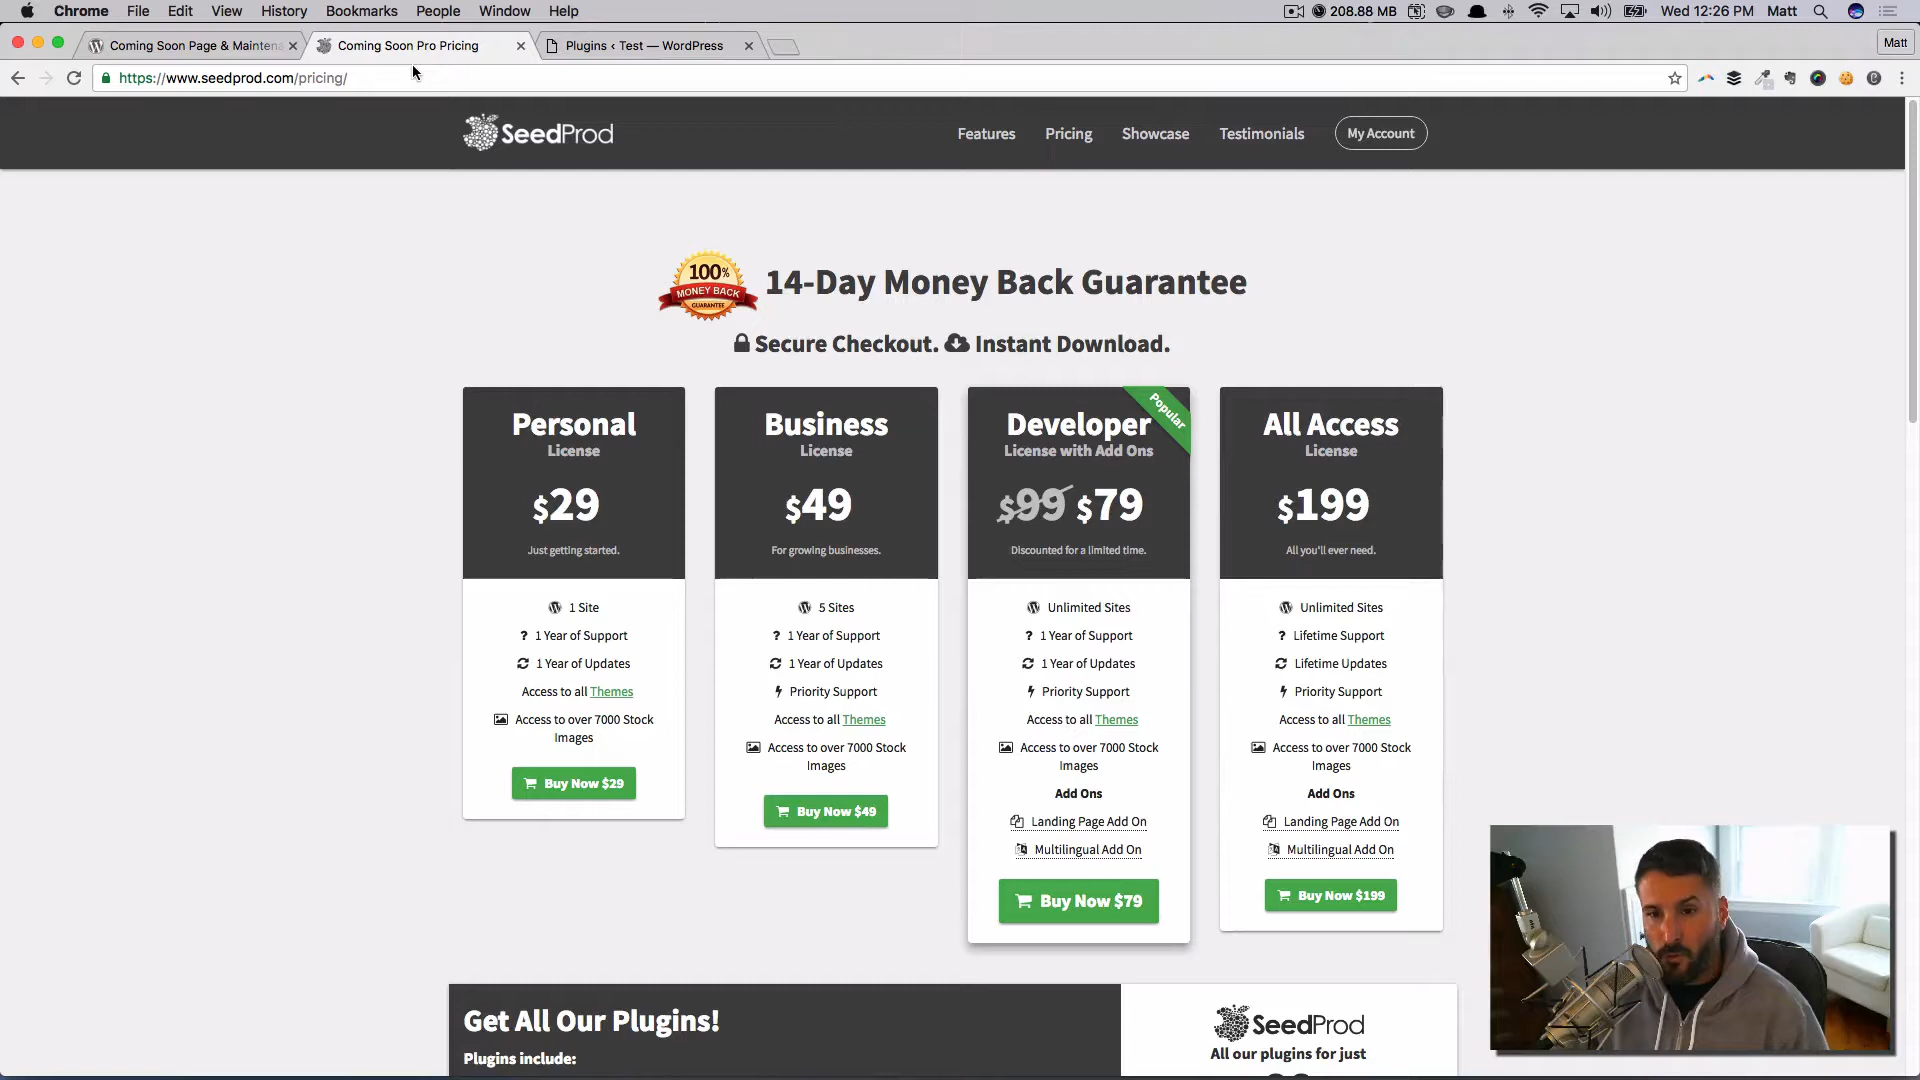 Chrome File Edit View History Bookmarks People Window Help 208.88 MB Wed 12:26 PM Matt
Coming Soon Page & Maintena Coming Soon Pro Pricing Plugins ‹ Test — WordPress Matt
https://www.seedprod.com/pricing/
SeedProd Features Pricing Showcase Testimonials My Account
100%
MONEY BACK
GUARANTEE
14-Day Money Back Guarantee
Secure Checkout. Instant Download.
Personal
License
$29
Just getting started.
1 Site
? 1 Year of Support
1 Year of Updates
Access to all Themes
Access to over 7000 Stock
Images
Buy Now $29
Business
License
$49
For growing businesses.
5 Sites
? 1 Year of Support
1 Year of Updates
Priority Support
Access to all Themes
Access to over 7000 Stock
Images
Buy Now $49
Popular
Developer
License with Add Ons
$99 $79
Discounted for a limited time.
Unlimited Sites
? 1 Year of Support
1 Year of Updates
Priority Support
Access to all Themes
Access to over 7000 Stock
Images
Add Ons
Landing Page Add On
Multilingual Add On
Buy Now $79
All Access
License
$199
All you'll ever need.
Unlimited Sites
? Lifetime Support
Lifetime Updates
Priority Support
Access to all Themes
Access to over 7000 Stock
Images
Add Ons
Landing Page Add On
Multilingual Add On
Buy Now $199
Get All Our Plugins!
Plugins include:
SeedProd
All our plugins for just